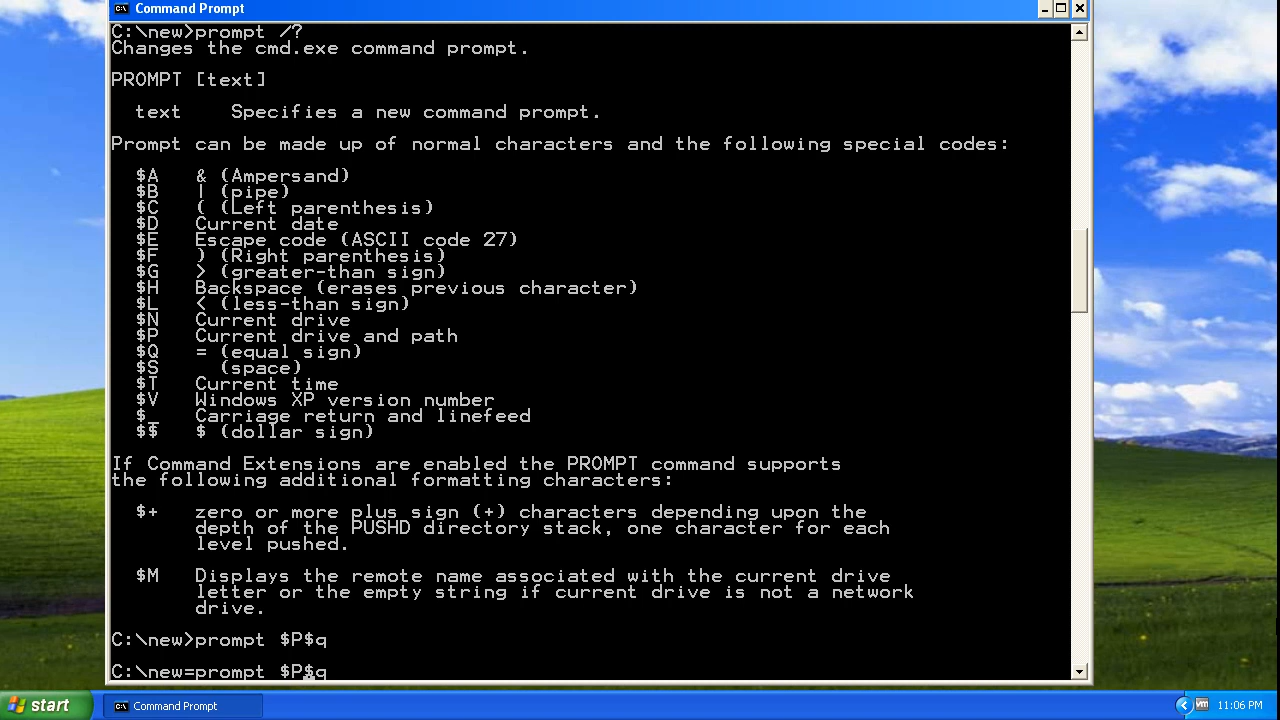 Command Prompt
C:\new>prompt /?
Changes the cmd.exe command prompt.
PROMPT [text]
text    Specifies a new command prompt.
Prompt can be made up of normal characters and the following special codes:
$A   & (Ampersand)
$B   | (pipe)
$C   ( (Left parenthesis)
$D   Current date
$E   Escape code (ASCII code 27)
$F   ) (Right parenthesis)
$G   > (greater-than sign)
$H   Backspace (erases previous character)
$L   < (less-than sign)
$N   Current drive
$P   Current drive and path
$Q   = (equal sign)
$S     (space)
$T   Current time
$V   Windows XP version number
$_   Carriage return and linefeed
$$   $ (dollar sign)
If Command Extensions are enabled the PROMPT command supports
the following additional formatting characters:
$+   zero or more plus sign (+) characters depending upon the
depth of the PUSHD directory stack, one character for each
level pushed.
$M   Displays the remote name associated with the current drive
letter or the empty string if current drive is not a network
drive.
C:\new>prompt $P$q
C:\new=prompt $P$q
start
Command Prompt
vm
11:06 PM